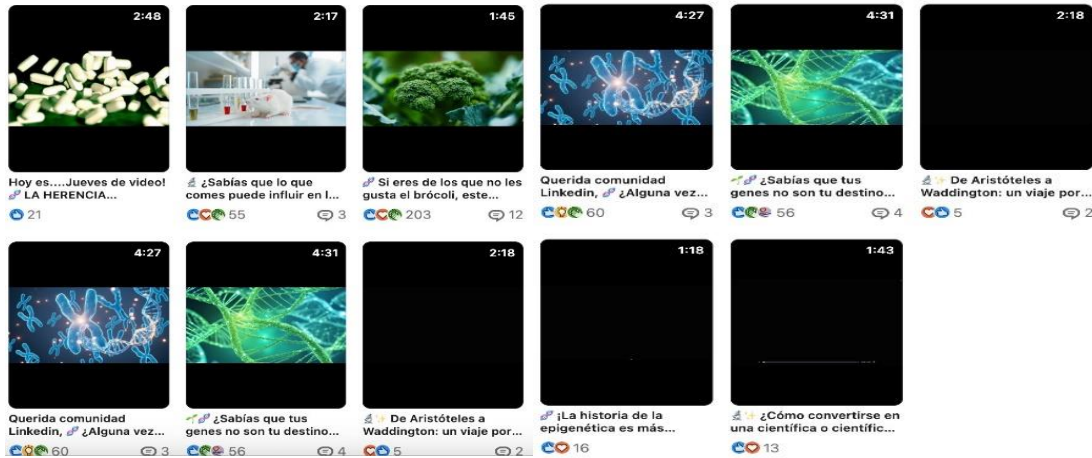 2:48
Hoy es....Jueves de video!
🧬 LA HERENCIA...
21
2:17
🔬 ¿Sabías que lo que
comes puede influir en l...
55 3
1:45
🧬 Si eres de los que no les
gusta el brócoli, este...
203 12
4:27
Querida comunidad
Linkedin, 🧬 ¿Alguna vez...
60 3
4:31
🌱🧬 ¿Sabías que tus
genes no son tu destino...
56 4
2:18
🔬✨ De Aristóteles a
Waddington: un viaje por...
5 2
4:27
Querida comunidad
Linkedin, 🧬 ¿Alguna vez...
60 3
4:31
🌱🧬 ¿Sabías que tus
genes no son tu destino...
56 4
2:18
🔬✨ De Aristóteles a
Waddington: un viaje por...
5 2
1:18
🧬 ¡La historia de la
epigenética es más...
16
1:43
🔬✨ ¿Cómo convertirse en
una científica o científic...
13